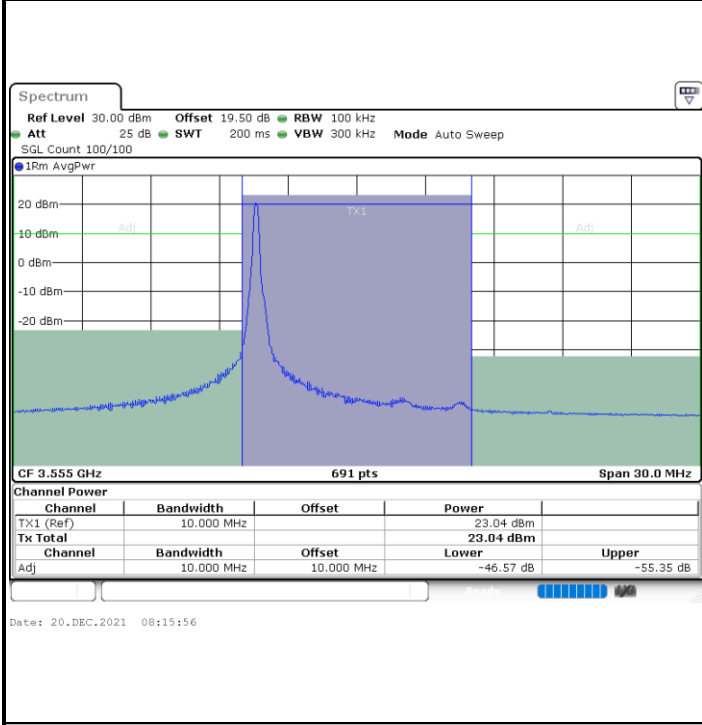 Spectrum
Ref Level 30.00 dBm Offset 19.50 dB RBW 100 kHz
Att 25 dB SWT 200 ms VBW 300 kHz Mode Auto Sweep
SGL Count 100/100
1Rm AvgPwr
20 dBm
TX1
10 dBm
Adj
Adj
0 dBm
-10 dBm
-20 dBm
CF 3.555 GHz 691 pts Span 30.0 MHz
Channel Power
Channel Bandwidth Offset Power
TX1 (Ref) 10.000 MHz 23.04 dBm
Tx Total 23.04 dBm
Channel Bandwidth Offset Lower Upper
Adj 10.000 MHz 10.000 MHz -46.57 dB -55.35 dB
Ready
Date: 20.DEC.2021 08:15:56